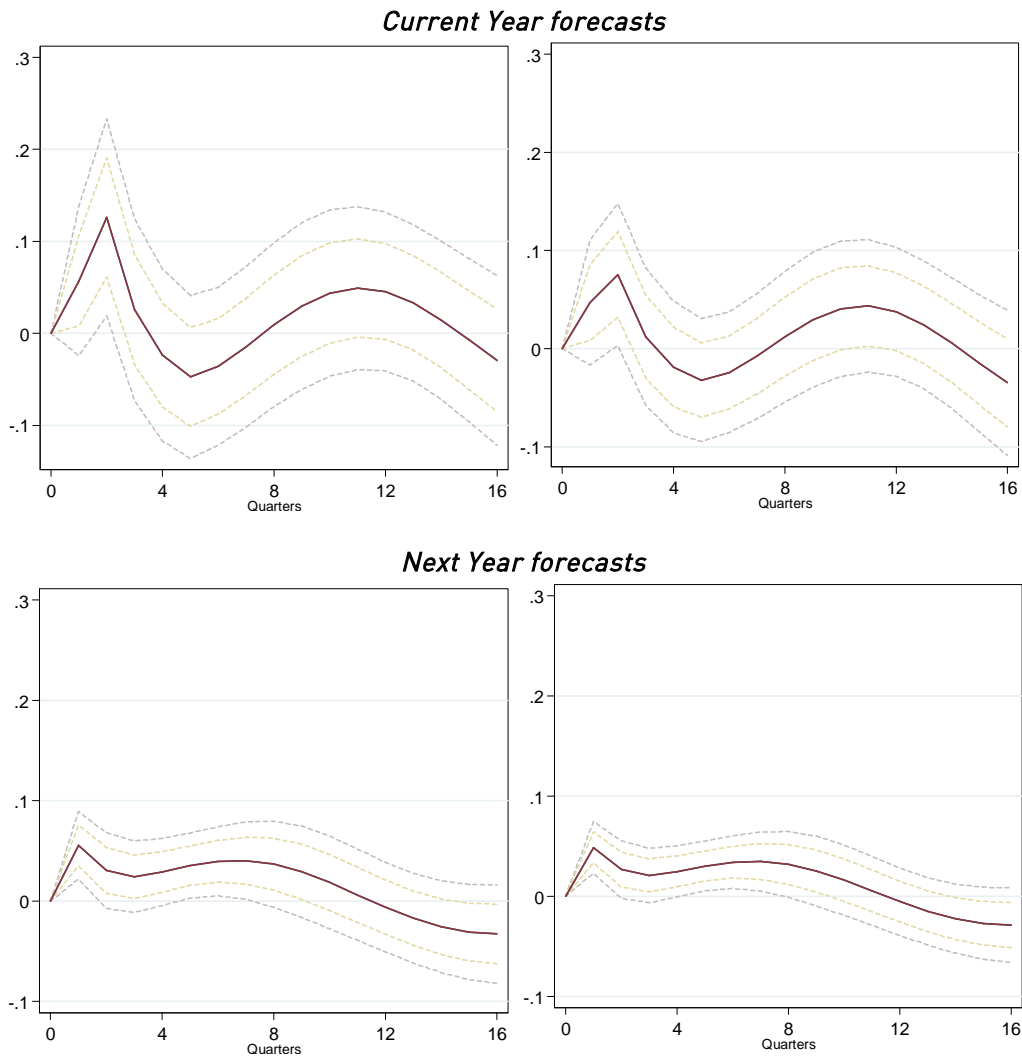 Current Year forecasts
.3
.2
.1
0
-.1
0 4 8 12 16
Quarters
.3
.2
.1
0
-.1
0 4 8 12 16
Quarters
Next Year forecasts
.3
.2
.1
0
-.1
0 4 8 12 16
Quarters
.3
.2
.1
0
-.1
0 4 8 12 16
Quarters